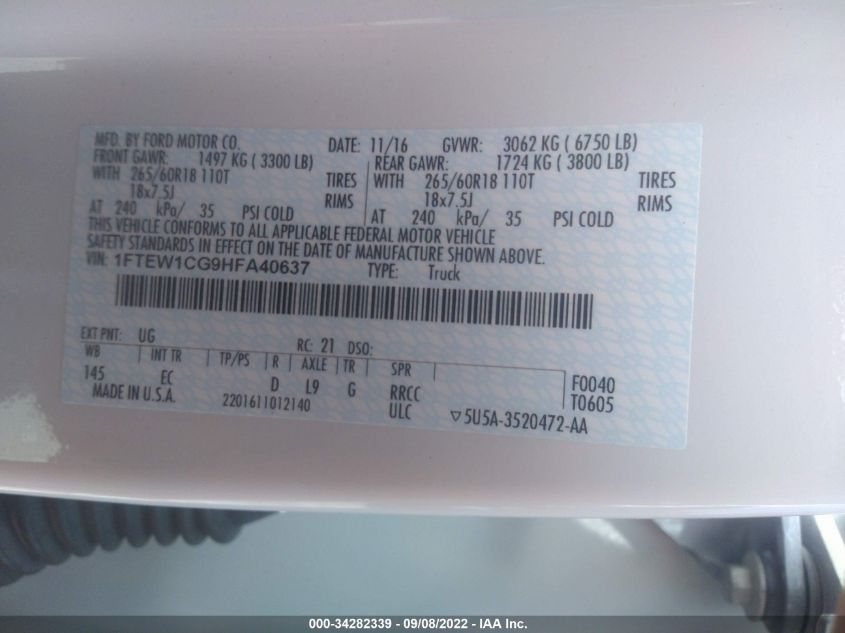 MFD. BY FORD MOTOR CO. DATE: 11/16 GVWR: 3062 KG ( 6750 LB)
FRONT GAWR: 1497 KG ( 3300 LB) REAR GAWR: 1724 KG ( 3800 LB)
WITH 265/60R18 110T TIRES WITH 265/60R18 110T TIRES
18x7.5J RIMS 18x7.5J RIMS
AT 240 kPa/ 35 PSI COLD AT 240 kPa/ 35 PSI COLD
THIS VEHICLE CONFORMS TO ALL APPLICABLE FEDERAL MOTOR VEHICLE
SAFETY STANDARDS IN EFFECT ON THE DATE OF MANUFACTURE SHOWN ABOVE.
VIN: 1FTEW1CG9HFA40637 TYPE: Truck
EXT PNT: UG RC: 21 DSO:
WB INT TR TP/PS R AXLE TR SPR
145 EC D L9 G RRCC F0040
MADE IN U.S.A. 2201611012140 ULC T0605
▽5U5A-3520472-AA
000-34282339 - 09/08/2022 - IAA Inc.